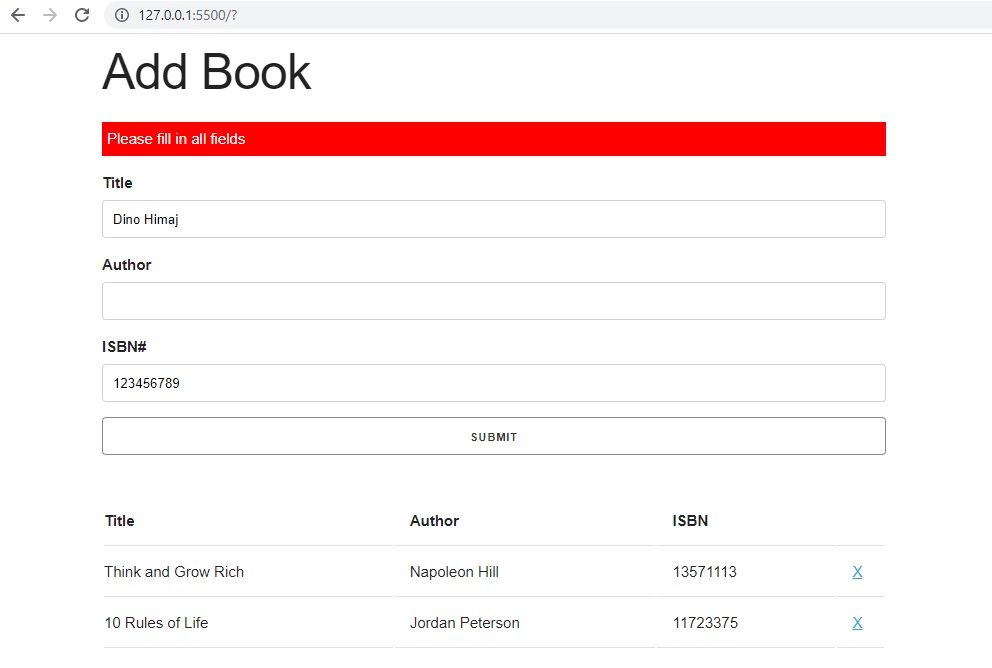 127.0.0.1:5500/?
Add Book
Please fill in all fields
Title
Dino Himaj
Author
ISBN#
123456789
SUBMIT
Title Author ISBN
Think and Grow Rich Napoleon Hill 13571113 X
10 Rules of Life Jordan Peterson 11723375 X